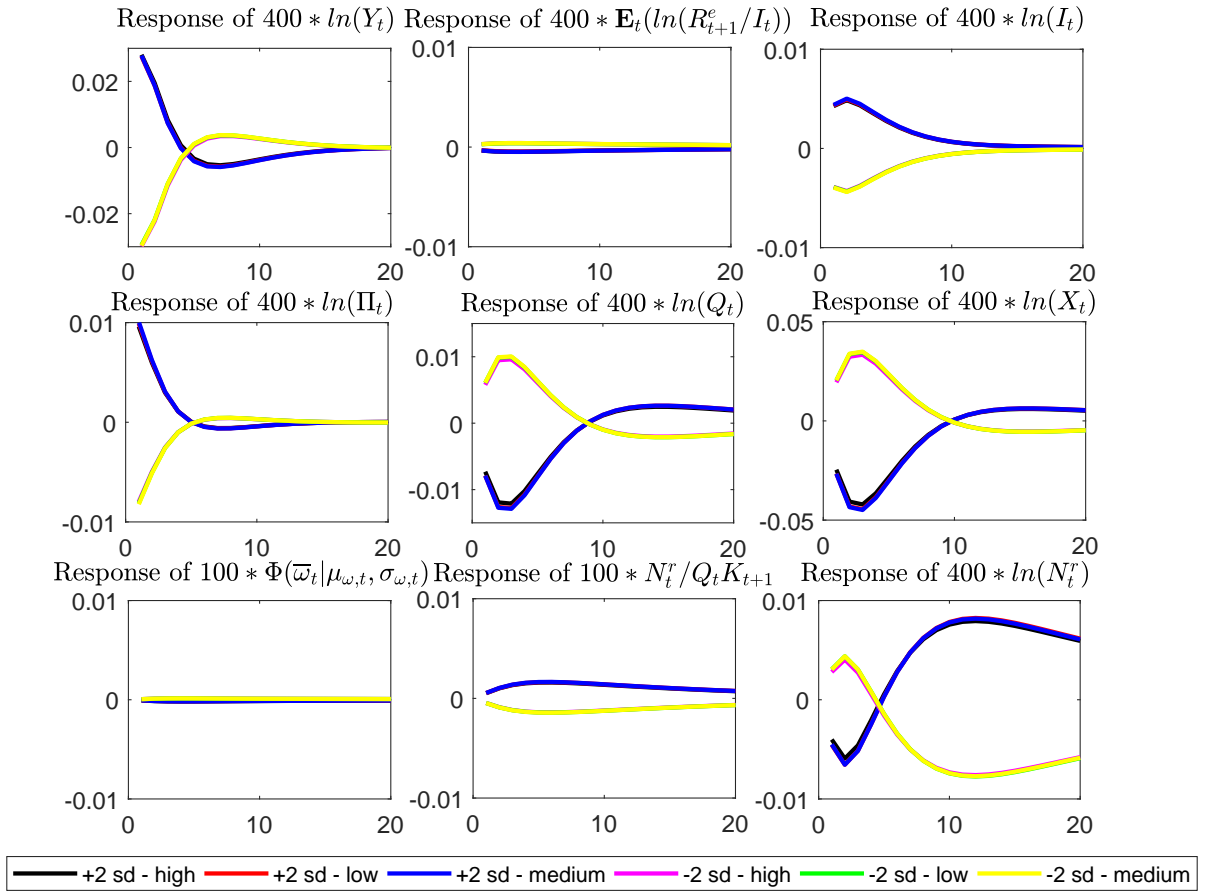 Response of 400 ∗ ln(Y_t)
Response of 400 ∗ E_t(ln(R^e_{t+1}/I_t))
Response of 400 ∗ ln(I_t)
0.02
0
-0.02
0 10 20
0.01
0
-0.01
0 10 20
0.01
0
-0.01
0 10 20
Response of 400 ∗ ln(Π_t)
Response of 400 ∗ ln(Q_t)
Response of 400 ∗ ln(X_t)
0.01
0
-0.01
0 10 20
0.01
0
-0.01
0 10 20
0.05
0
-0.05
0 10 20
Response of 100 ∗ Φ(ω̅_t|μ_{ω,t}, σ_{ω,t})
Response of 100 ∗ N^r_t/Q_tK_{t+1}
Response of 400 ∗ ln(N^r_t)
0.01
0
-0.01
0 10 20
0.01
0
-0.01
0 10 20
0.01
0
-0.01
0 10 20
+2 sd - high +2 sd - low +2 sd - medium -2 sd - high -2 sd - low -2 sd - medium